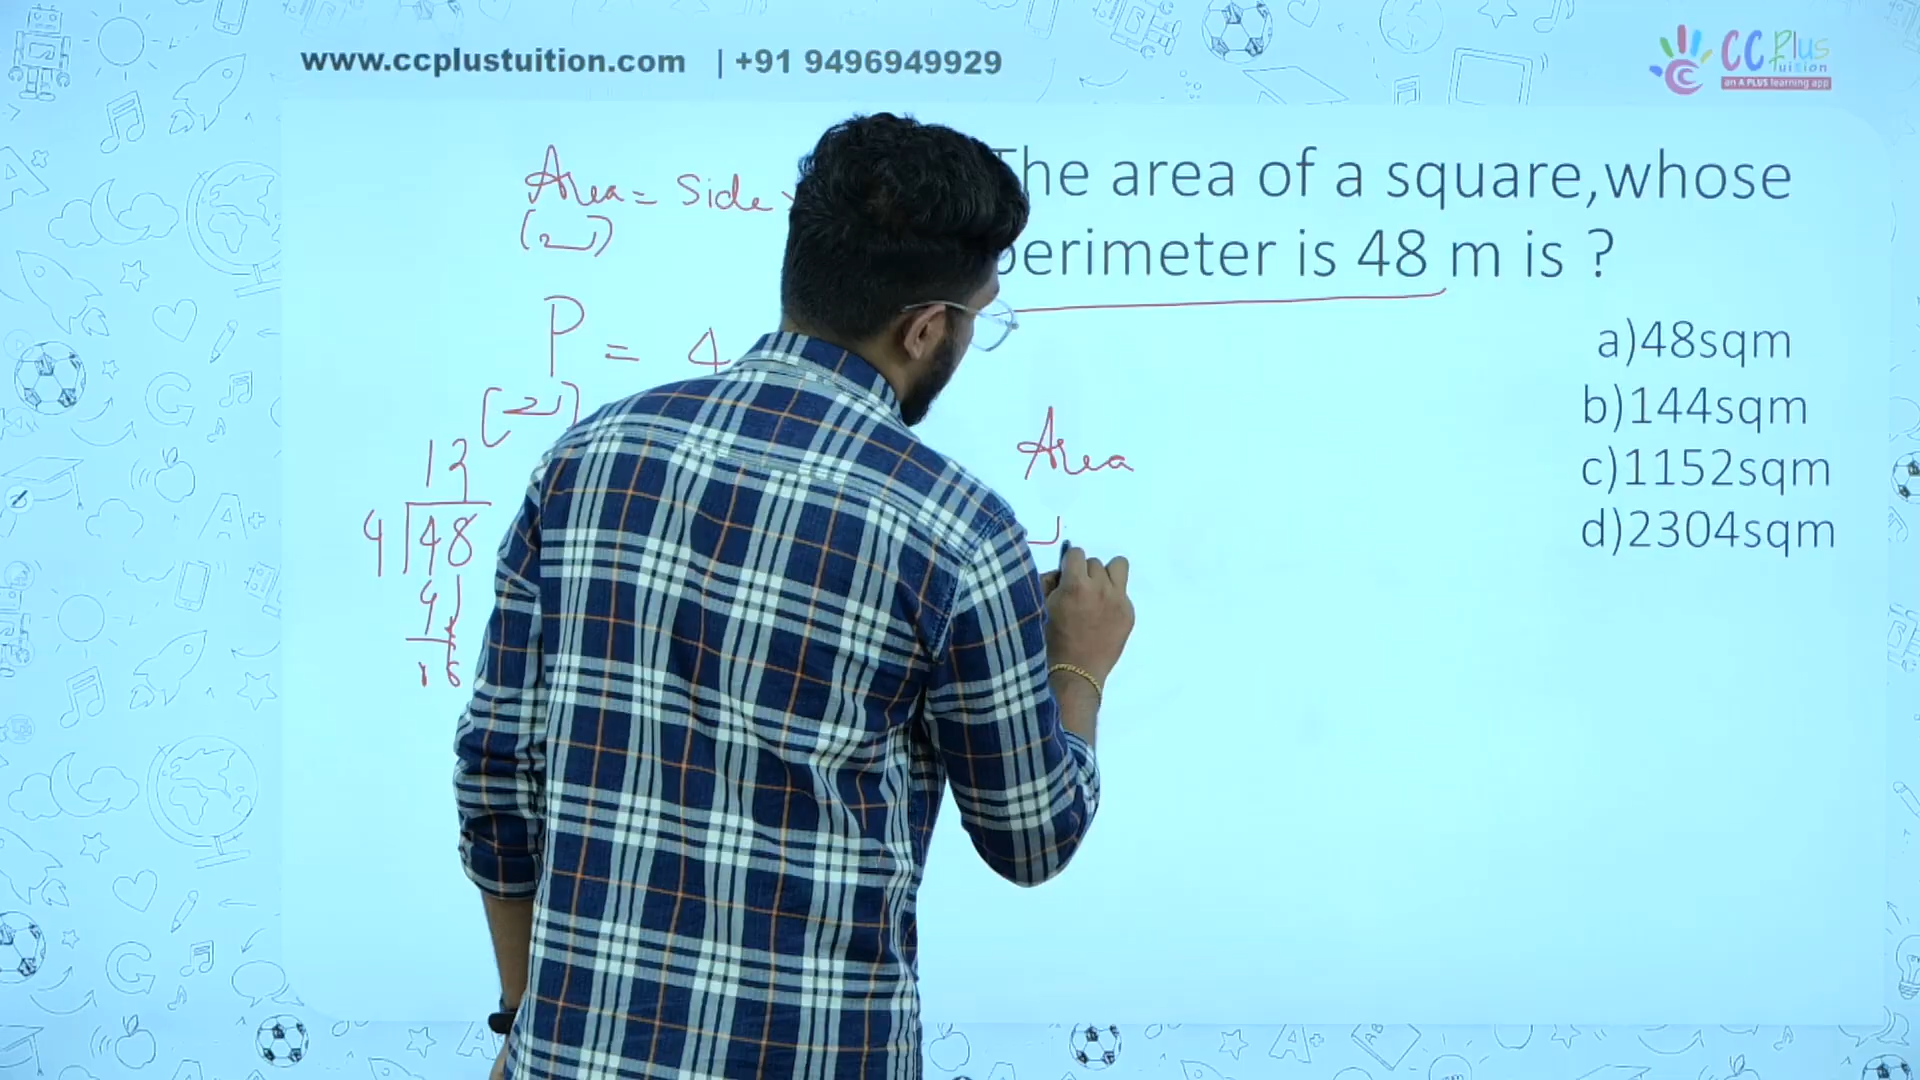 www.ccplustuition.com | +91 9496949929
CC Plus
Tuition
an A PLUS learning app
The area of a square,whose
perimeter is 48 m is ?
a)48sqm
b)144sqm
c)1152sqm
d)2304sqm
Area = Side
P = 4
4 48
4
Area